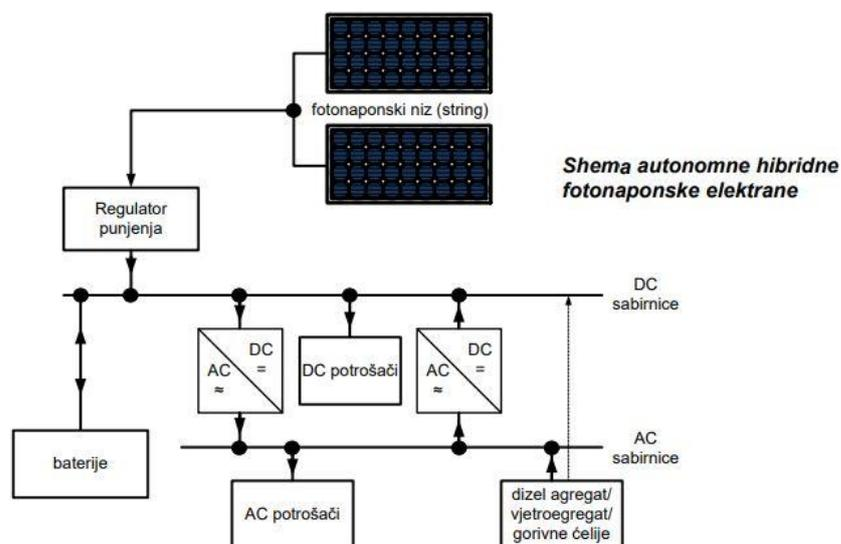 fotonaponski niz (string)
Shema autonomne hibridne
fotonaponske elektrane
Regulator
punjenja
DC
sabirnice
AC
≈
DC
=
DC potrošači
AC
≈
DC
=
baterije
AC
sabirnice
AC potrošači
dizel agregat/
vjetroegregat/
gorivne ćelije